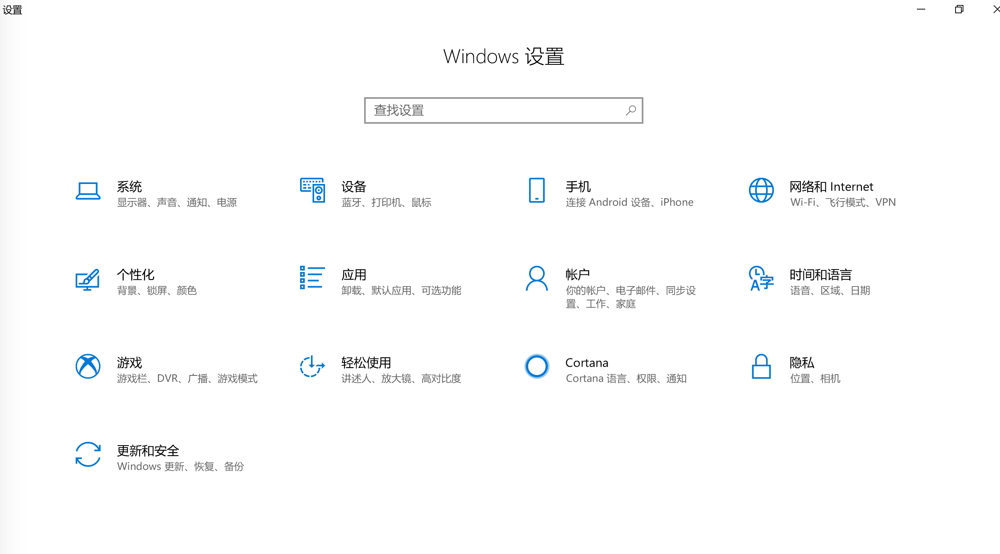 设置
Windows 设置
查找设置
系统
显示器、声音、通知、电源
设备
蓝牙、打印机、鼠标
手机
连接 Android 设备、iPhone
网络和 Internet
Wi-Fi、飞行模式、VPN
个性化
背景、锁屏、颜色
应用
卸载、默认应用、可选功能
帐户
你的帐户、电子邮件、同步设
置、工作、家庭
时间和语言
语音、区域、日期
游戏
游戏栏、DVR、广播、游戏模式
轻松使用
讲述人、放大镜、高对比度
Cortana
Cortana 语言、权限、通知
隐私
位置、相机
更新和安全
Windows 更新、恢复、备份